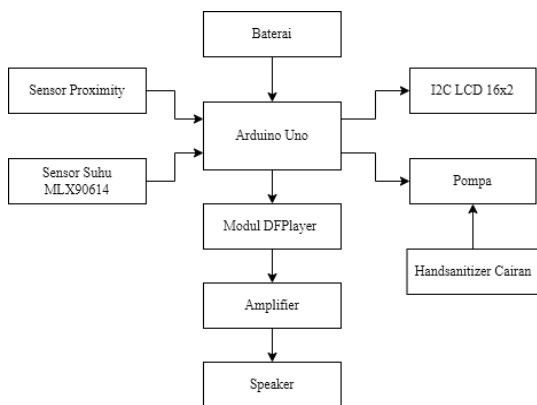 Baterai
Sensor Proximity
I2C LCD 16x2
Arduino Uno
Sensor Suhu
MLX90614
Pompa
Modul DFPlayer
Handsanitizer Cairan
Amplifier
Speaker